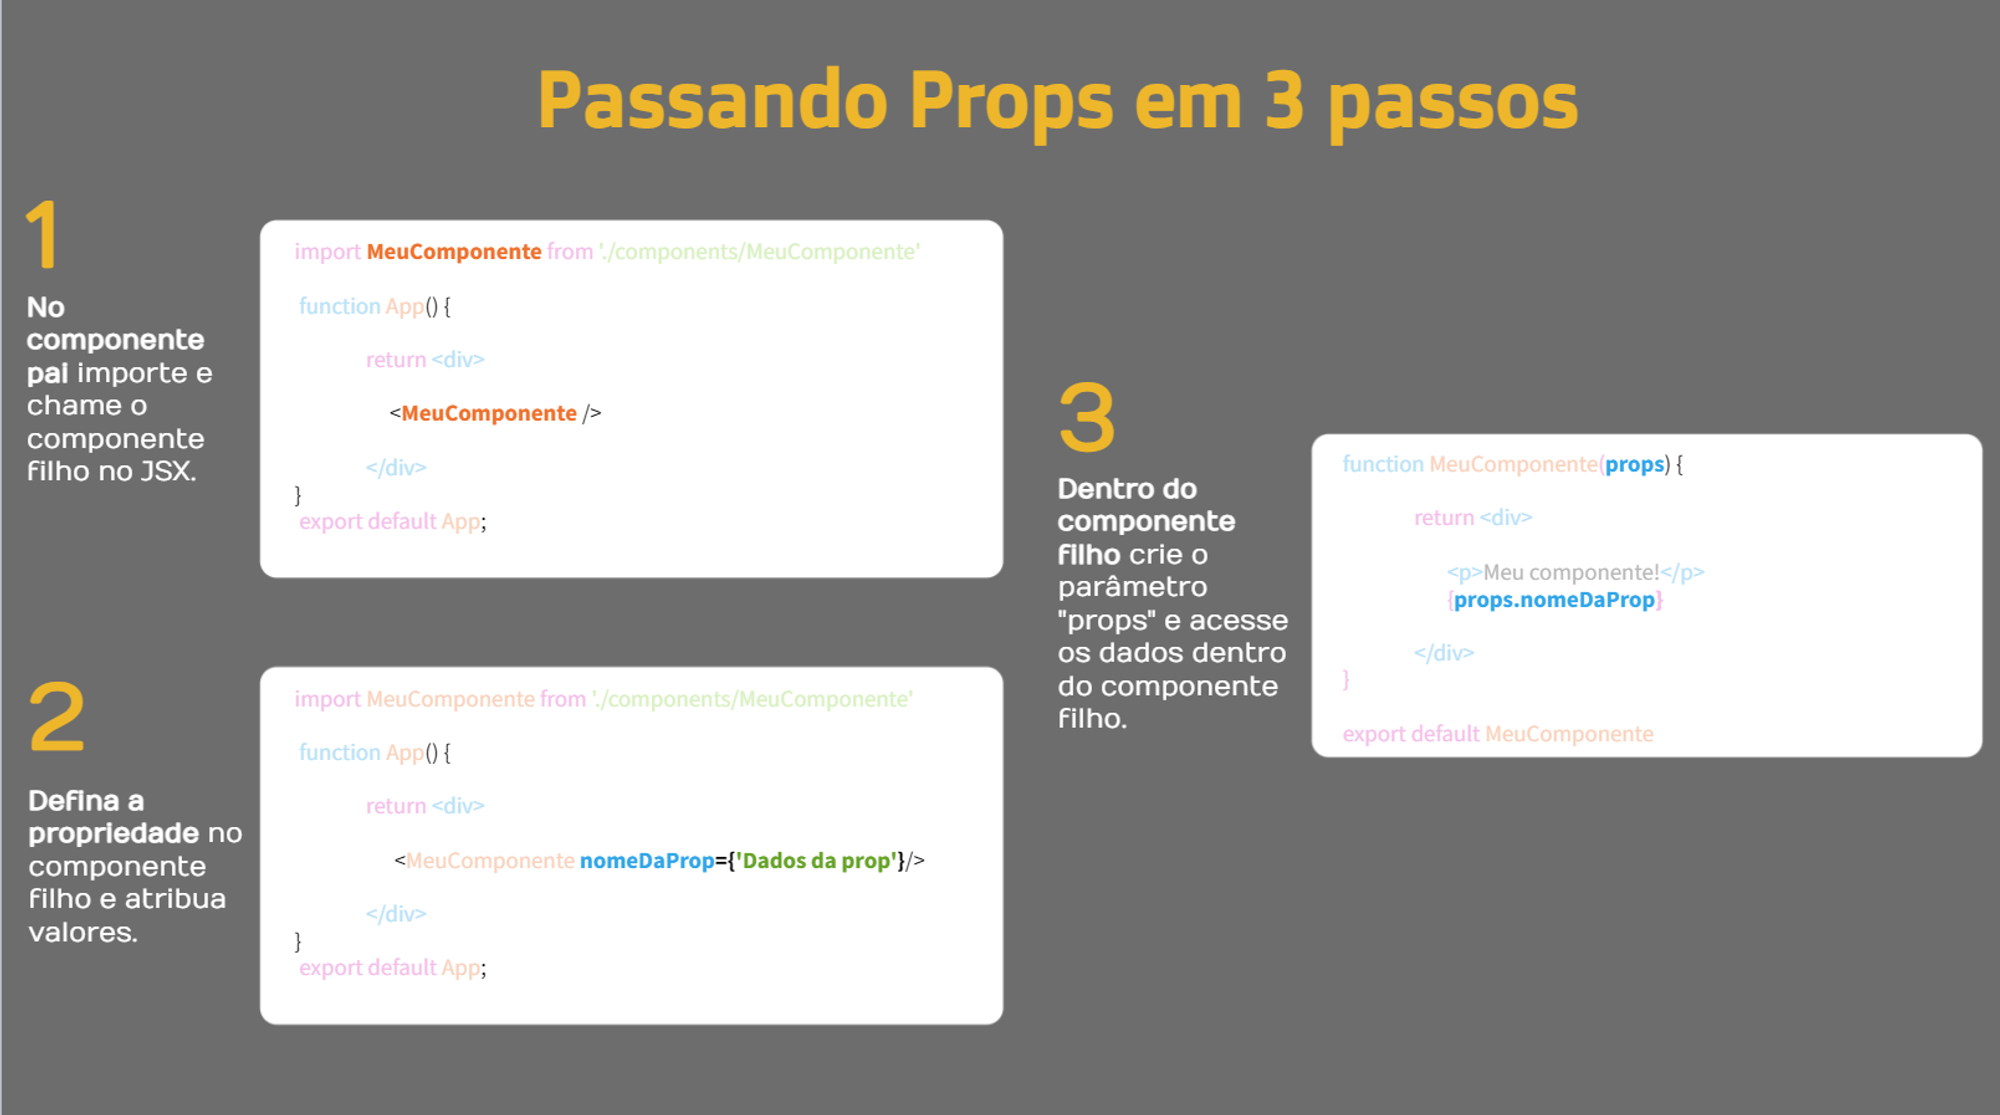 Passando Props em 3 passos
1
No
componente
pai importe e
chame o
componente
filho no JSX.
import MeuComponente from './components/MeuComponente'
function App() {
return <div>
<MeuComponente />
</div>
}
export default App;
2
Defina a
propriedade no
componente
filho e atribua
valores.
import MeuComponente from './components/MeuComponente'
function App() {
return <div>
<MeuComponente nomeDaProp={'Dados da prop'}/>
</div>
}
export default App;
3
Dentro do
componente
filho crie o
parâmetro
"props" e acesse
os dados dentro
do componente
filho.
function MeuComponente(props) {
return <div>
<p>Meu componente!</p>
{props.nomeDaProp}
</div>
}
export default MeuComponente